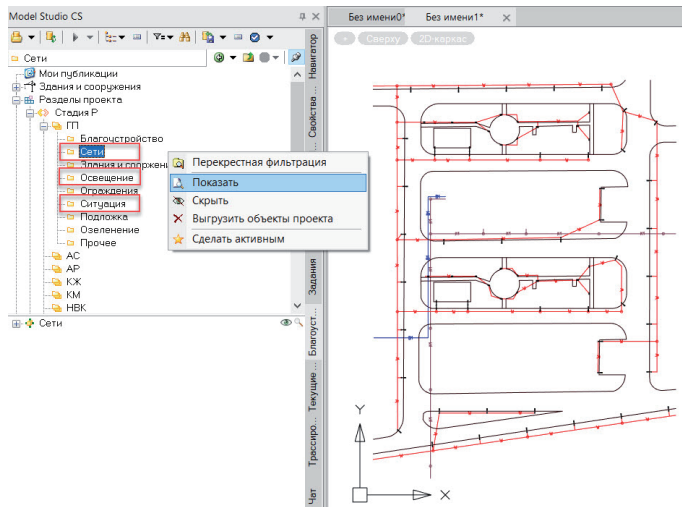 Model Studio CS
Без имени0*
Без имени1*
Сверху
2D-каркас
Сети
Мои публикации
Здания и сооружения
Разделы проекта
Стадия Р
ГП
Благоустройство
Сети
Здания и сооружени
Освещение
Ограждения
Ситуация
Подложка
Озеленение
Прочее
АС
АР
КЖ
КМ
НВК
Перекрестная фильтрация
Показать
Скрыть
Выгрузить объекты проекта
Сделать активным
Сети
Навигатор
Свойства ...
Задания
Благоуст...
Текущие ...
Трассиро...
Чат
Y
X